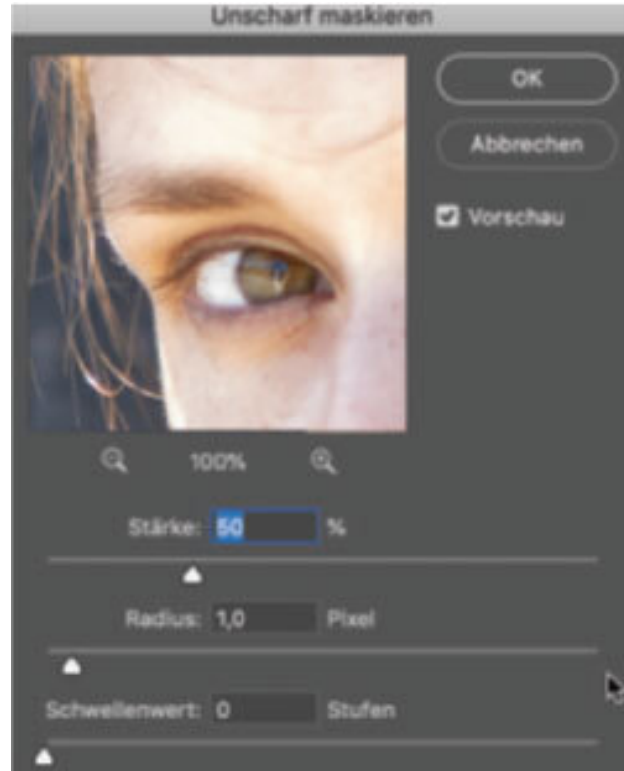 Unscharf maskieren
OK
Abbrechen
Vorschau
100%
Stärke: 50 %
Radius: 1,0 Pixel
Schwellenwert: 0 Stufen